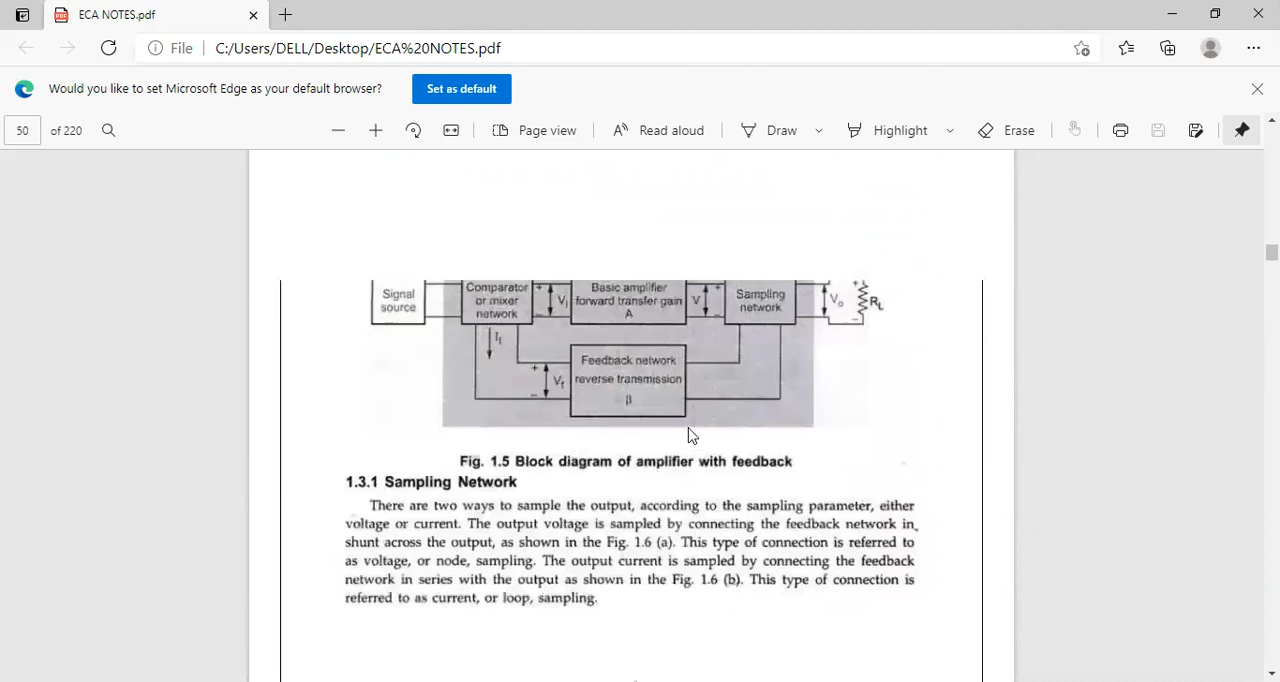 ECA NOTES.pdf
File C:/Users/DELL/Desktop/ECA%20NOTES.pdf
Would you like to set Microsoft Edge as your default browser? Set as default
50 of 220 Page view Read aloud Draw Highlight Erase
Signal source
Comparator or mixer network
+ Vi −
Basic amplifier forward transfer gain A
V + −
Sampling network
Vo
+ RL −
Ii
+ Vf −
Feedback network reverse transmission β
Fig. 1.5 Block diagram of amplifier with feedback
1.3.1 Sampling Network
There are two ways to sample the output, according to the sampling parameter, either
voltage or current. The output voltage is sampled by connecting the feedback network in
shunt across the output, as shown in the Fig. 1.6 (a). This type of connection is referred to
as voltage, or node, sampling. The output current is sampled by connecting the feedback
network in series with the output as shown in the Fig. 1.6 (b). This type of connection is
referred to as current, or loop, sampling.